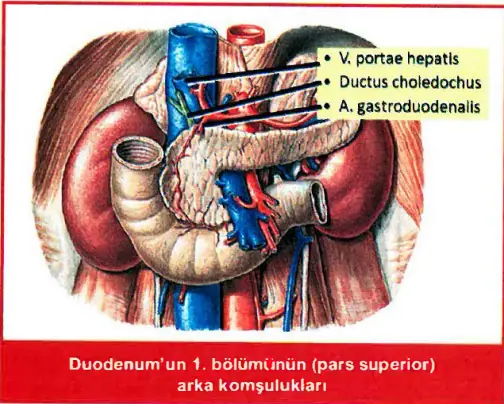 • V. portae hepatis
• Ductus choledochus
• A. gastroduodenalis
Duodenum'un 1. bölümünün (pars superior)
arka komşulukları